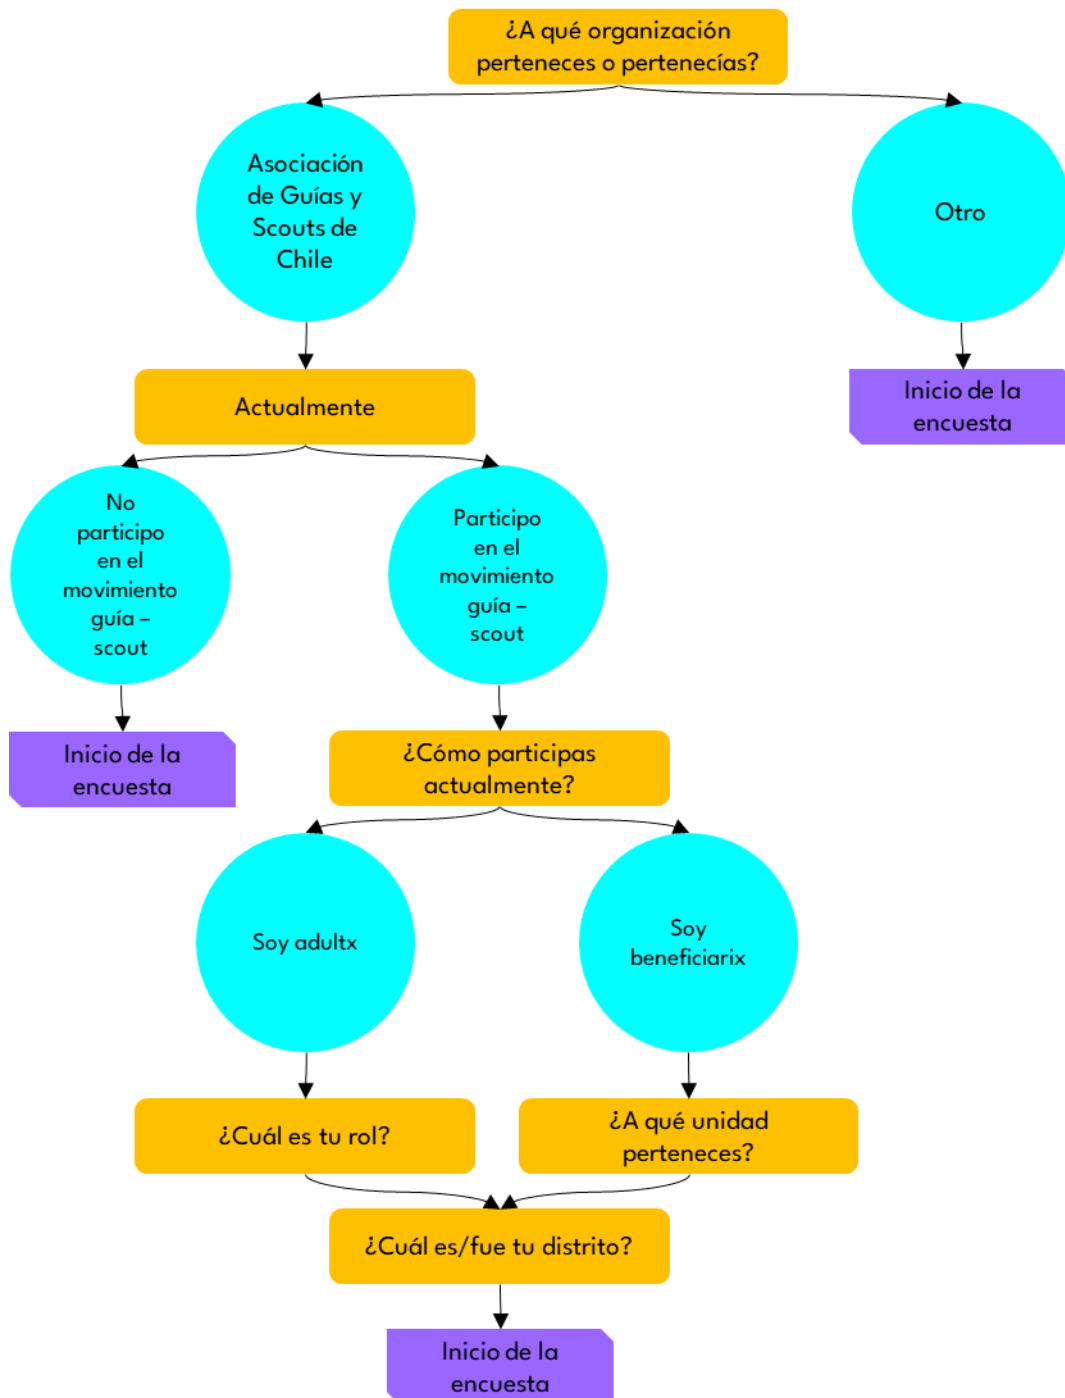 ¿A qué organización
perteneces o pertenecías?
Asociación
de Guías y
Scouts de
Chile
Otro
Actualmente
Inicio de la
encuesta
No
participo
en el
movimiento
guía –
scout
Participo
en el
movimiento
guía –
scout
Inicio de la
encuesta
¿Cómo participas
actualmente?
Soy adultx
Soy
beneficiarix
¿Cuál es tu rol?
¿A qué unidad
perteneces?
¿Cuál es/fue tu distrito?
Inicio de la
encuesta